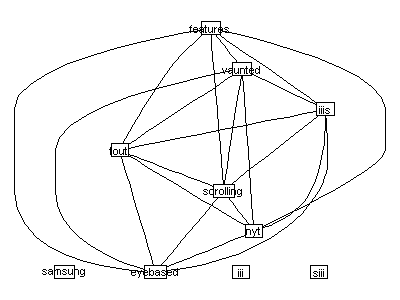 features
vaunted
iiis
tout
scrolling
nyt
samsung
eyebased
iii
siii